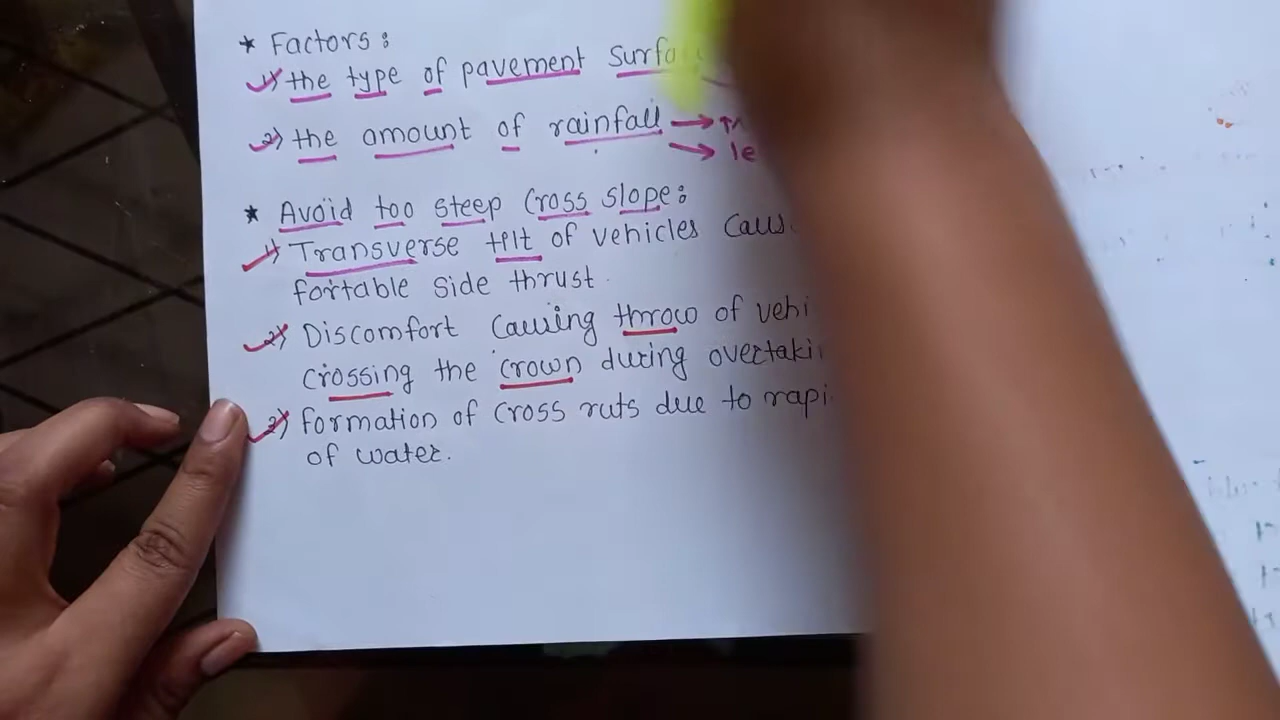 * Factors:
1) the type of pavement
2) the amount of rainfall →
→
* Avoid too steep Cross slope:
1) Transverse tilt of vehicles
fortable side thrust.
2) Discomfort Causing throw of
crossing the crown during
3) formation of cross ruts due to
of water.